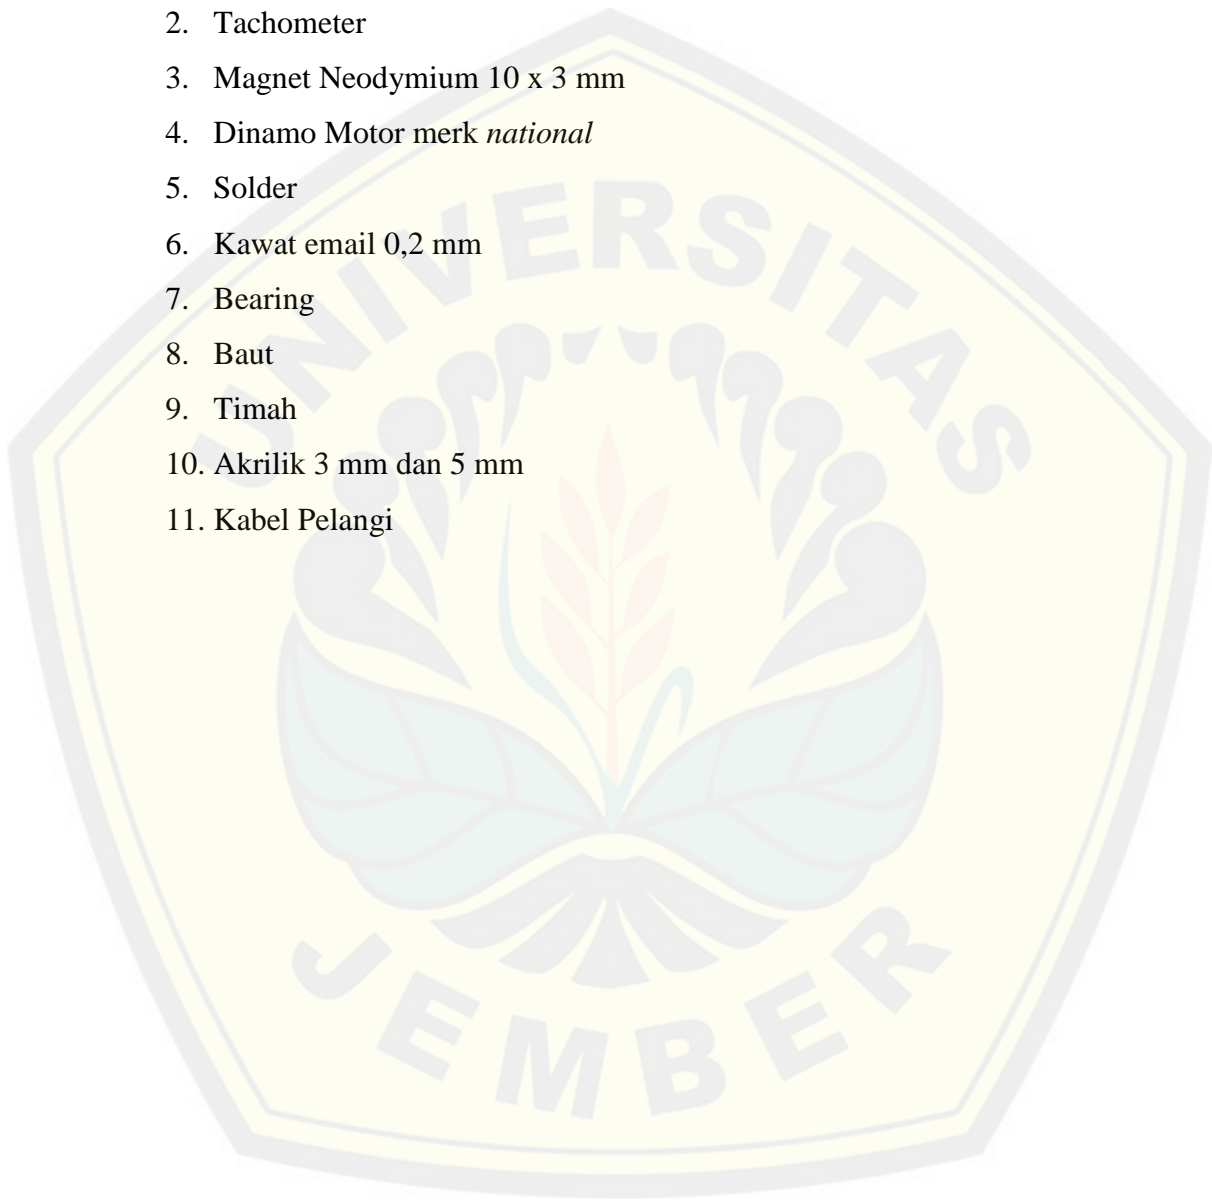 2. Tachometer
3. Magnet Neodymium 10 x 3 mm
4. Dinamo Motor merk national
5. Solder
6. Kawat email 0,2 mm
7. Bearing
8. Baut
9. Timah
10. Akrilik 3 mm dan 5 mm
11. Kabel Pelangi
UNIVERSITAS
JEMBER